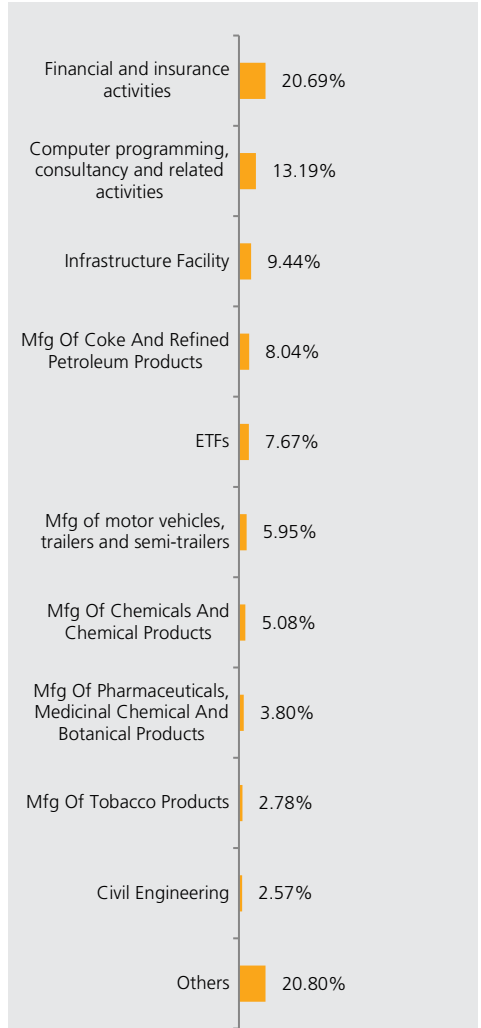 Financial and insurance
activities
20.69%
Computer programming,
consultancy and related
activities
13.19%
Infrastructure Facility
9.44%
Mfg Of Coke And Refined
Petroleum Products
8.04%
ETFs
7.67%
Mfg of motor vehicles,
trailers and semi-trailers
5.95%
Mfg Of Chemicals And
Chemical Products
5.08%
Mfg Of Pharmaceuticals,
Medicinal Chemical And
Botanical Products
3.80%
Mfg Of Tobacco Products
2.78%
Civil Engineering
2.57%
Others
20.80%